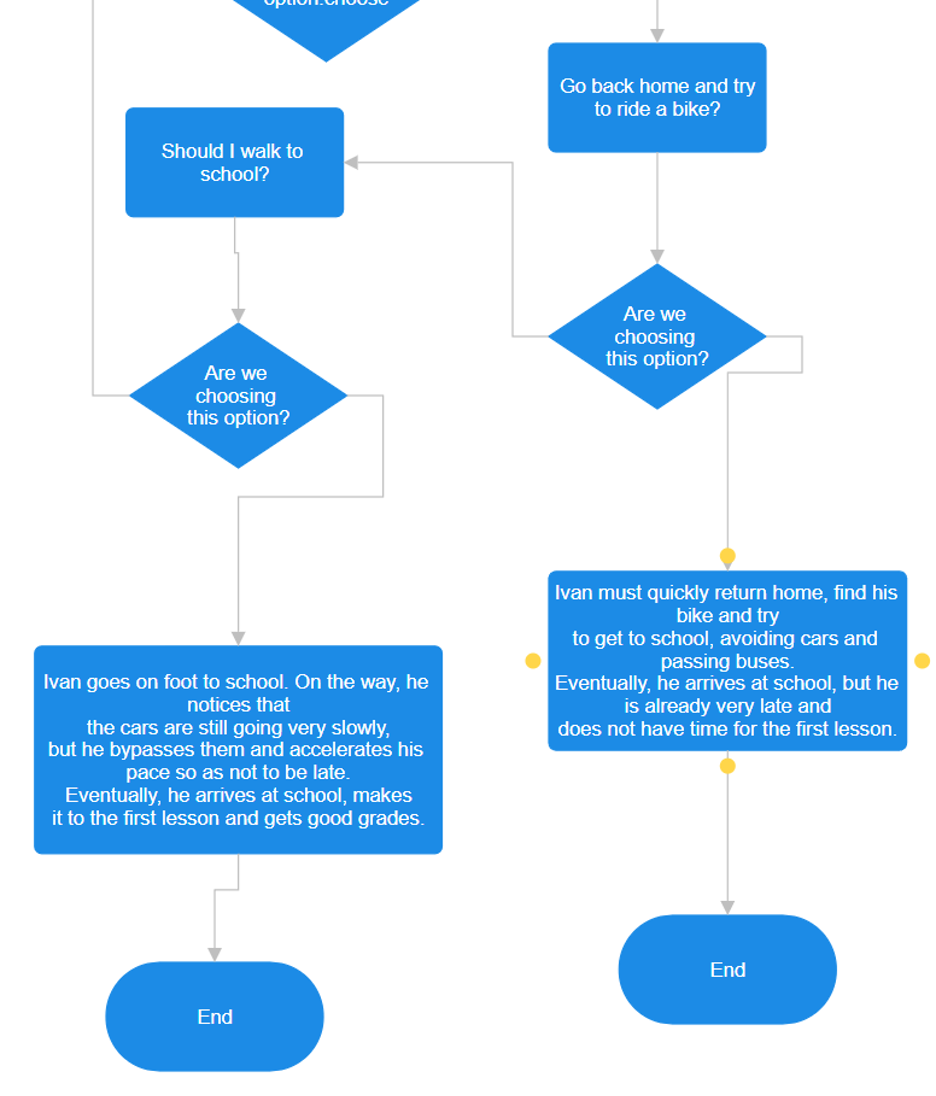 option.choose
Go back home and try
to ride a bike?
Should I walk to
school?
Are we
choosing
this option?
Are we
choosing
this option?
Ivan must quickly return home, find his
bike and try
to get to school, avoiding cars and
passing buses.
Eventually, he arrives at school, but he
is already very late and
does not have time for the first lesson.
Ivan goes on foot to school. On the way, he
notices that
the cars are still going very slowly,
but he bypasses them and accelerates his
pace so as not to be late.
Eventually, he arrives at school, makes
it to the first lesson and gets good grades.
End
End